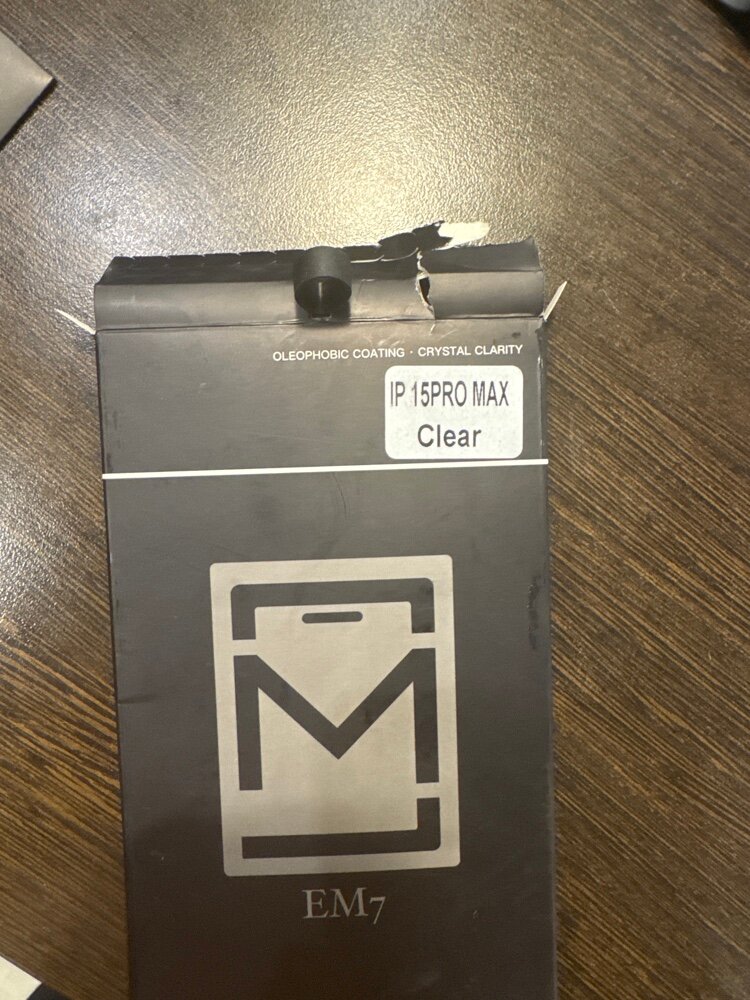 OLEOPHOBIC COATING · CRYSTAL CLARITY
IP 15PRO MAX
Clear
EM7